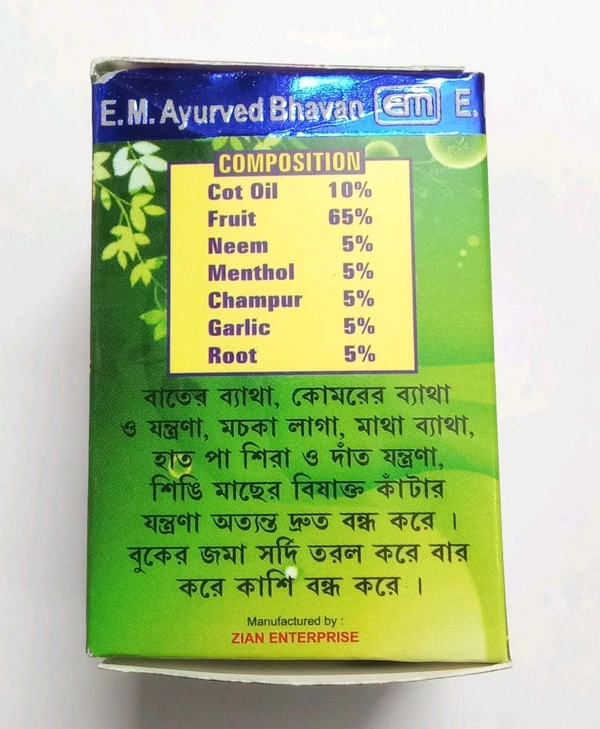 E. M. Ayurved Bhavan em E.
COMPOSITION
Cot Oil 10%
Fruit 65%
Neem 5%
Menthol 5%
Champur 5%
Garlic 5%
Root 5%
বাতের ব্যাথা, কোমরের ব্যাথা
ও যন্ত্রণা, মচকা লাগা, মাথা ব্যাথা,
হাত পা শিরা ও দাঁত যন্ত্রণা,
শিঙি মাছের বিষাক্ত কাঁটার
যন্ত্রণা অত্যন্ত দ্রুত বন্ধ করে ।
বুকের জমা সর্দি তরল করে বার
করে কাশি বন্ধ করে ।
Manufactured by :
ZIAN ENTERPRISE